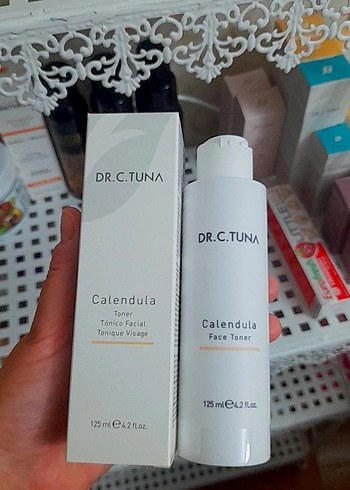 DR.C.TUNA
Calendula
Toner
Tónico Facial
Tonique Visage
125 ml ℮ 4.2 fl.oz.
DR.C.TUNA
Calendula
Face Toner
125 ml ℮ 4.2 fl.oz.